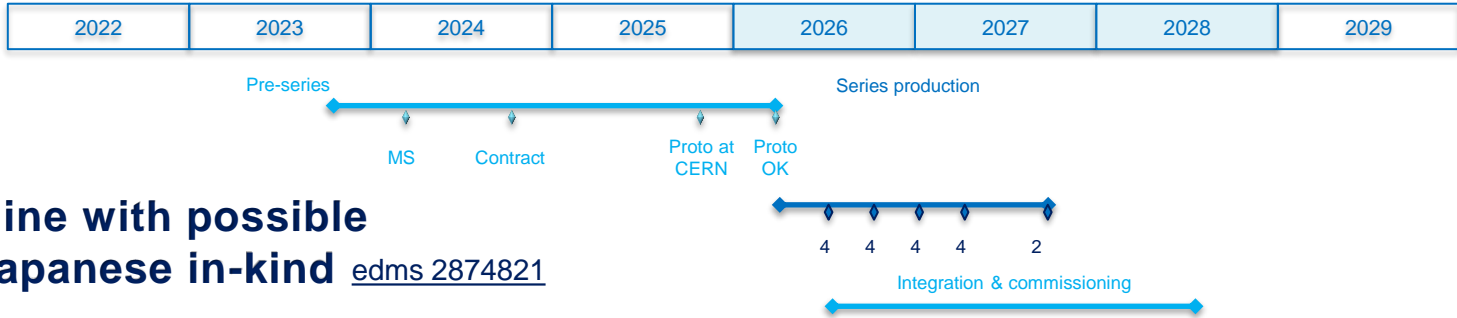 2022 2023 2024 2025 2026 2027 2028 2029
Pre-series
Series production
MS Contract Proto at CERN Proto OK
ine with possible
4 4 4 4 2
apanese in-kind edms 2874821
Integration & commissioning